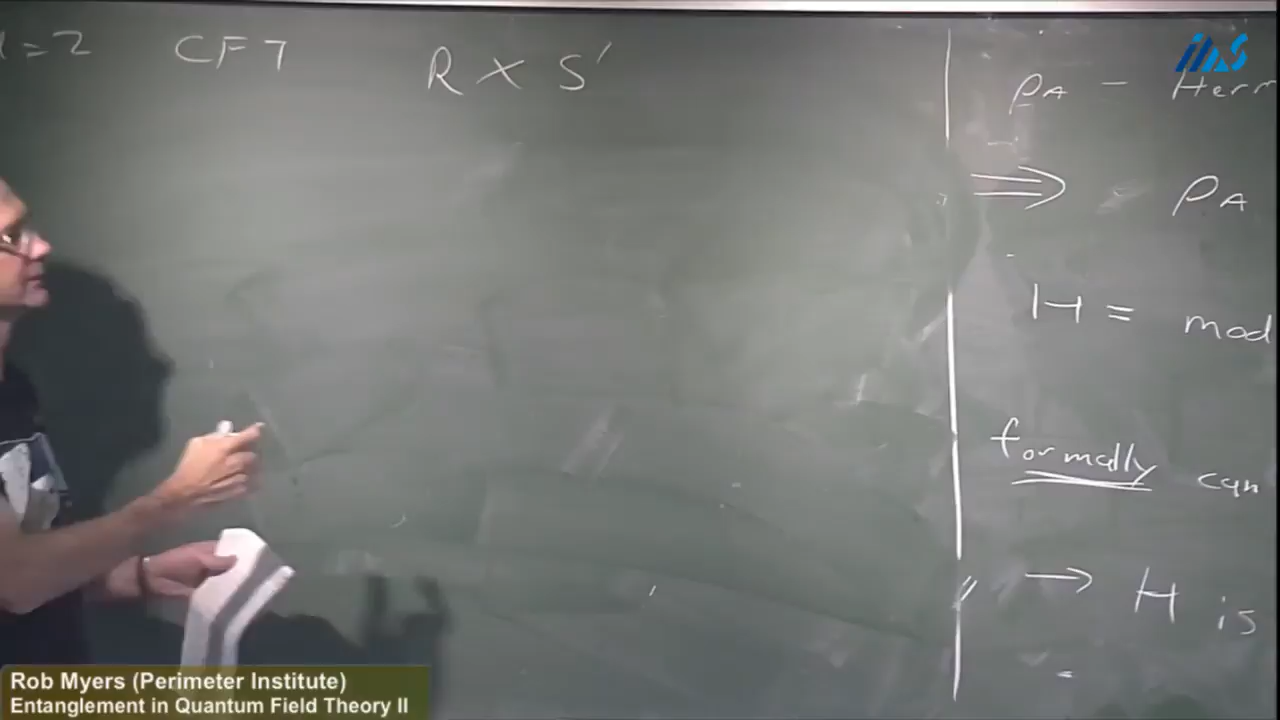 =2 CFT R X S'
ρA - Herm
⇒ ρA
H = mod
formally can
→ H is
IIAS
Rob Myers (Perimeter Institute)
Entanglement in Quantum Field Theory II